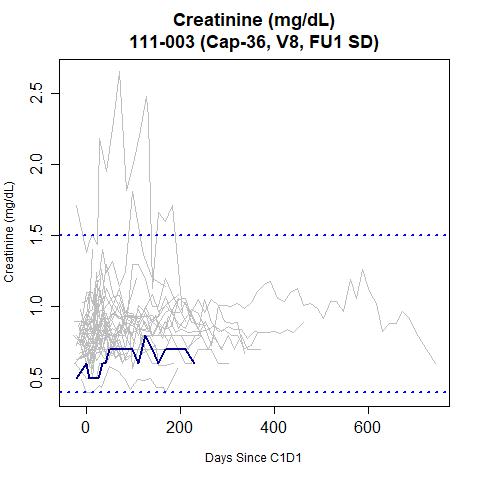 Creatinine (mg/dL)
111-003 (Cap-36, V8, FU1 SD)
Creatinine (mg/dL)
2.5
2.0
1.5
1.0
0.5
0
200
400
600
Days Since C1D1